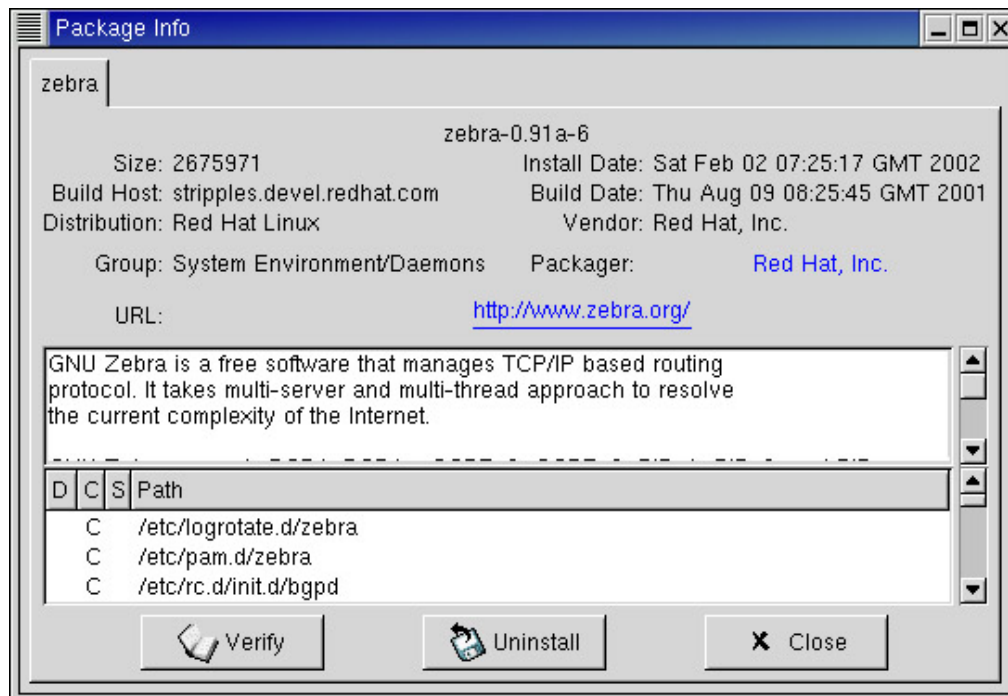 Package Info
zebra
zebra-0.91a-6
Size: 2675971 Install Date: Sat Feb 02 07:25:17 GMT 2002
Build Host: stripples.devel.redhat.com Build Date: Thu Aug 09 08:25:45 GMT 2001
Distribution: Red Hat Linux Vendor: Red Hat, Inc.
Group: System Environment/Daemons Packager: Red Hat, Inc.
URL: http://www.zebra.org/
GNU Zebra is a free software that manages TCP/IP based routing
protocol. It takes multi-server and multi-thread approach to resolve
the current complexity of the Internet.
D C S Path
C /etc/logrotate.d/zebra
C /etc/pam.d/zebra
C /etc/rc.d/init.d/bgpd
Verify Uninstall Close